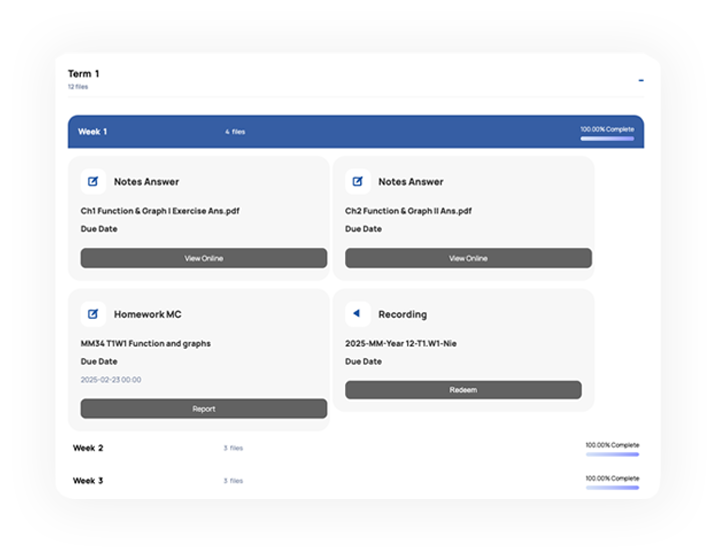 Term 1
12 files
Week 1
4 files
100.00% Complete
Notes Answer
Ch1 Function & Graph I Exercise Ans.pdf
Due Date
View Online
Notes Answer
Ch2 Function & Graph II Ans.pdf
Due Date
View Online
Homework MC
MM34 T1W1 Function and graphs
Due Date
2025-02-23 00:00
Report
Recording
2025-MM-Year 12-T1.W1-Nie
Due Date
Redeem
Week 2
3 files
100.00% Complete
Week 3
3 files
100.00% Complete